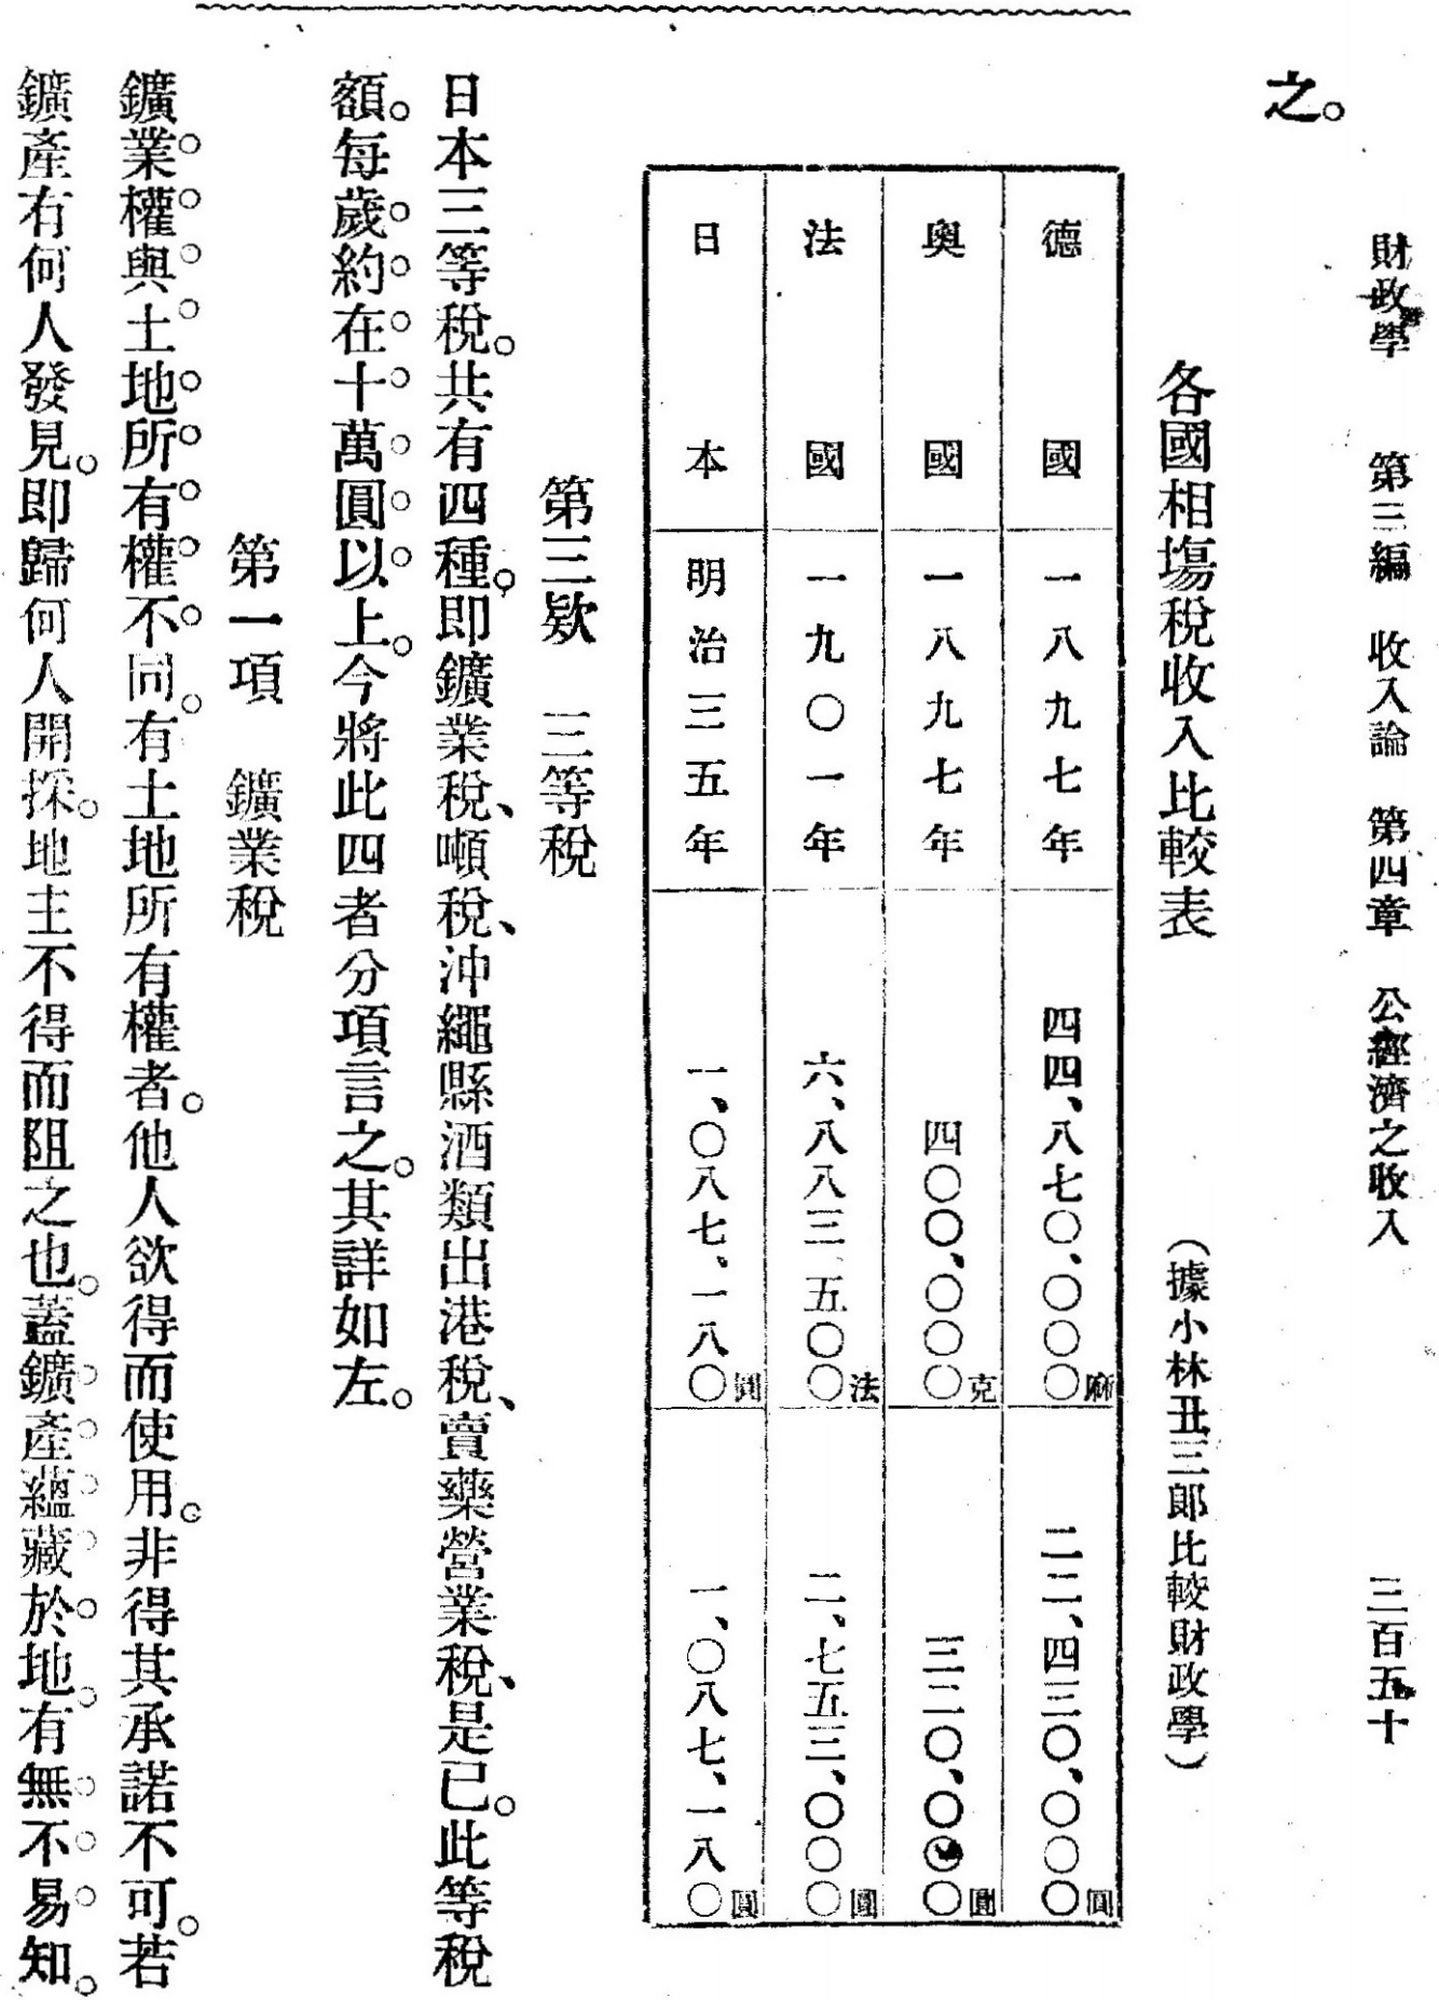 財政學　第三編　收入論　第四章　公經濟之收入　三百五十
之。
各國相塲稅收入比較表　（據小林丑三郞比較財政學）
德國　一八九七年　四四、八七〇、〇〇〇麻　二二、四三〇、〇〇〇圓
奧國　一八九七年　四〇〇、〇〇〇克　三二〇、〇〇〇圓
法國　一九〇一年　六、八八三、五〇〇法　二、七五三、〇〇〇圓
日本　明治三五年　一、〇八七、一八〇圓　一、〇八七、一八〇圓
第三欵　三等稅
日本三等稅。共有四種。即鑛業稅、噸稅、沖繩縣酒類出港稅、賣藥營業稅、是已。此等稅
額。每歲約在十萬圓以上。今將此四者分項言之。其詳如左。
第一項　鑛業稅
鑛業權與土地所有權不同。有土地所有權者。他人欲得而使用。非得其承諾不可。若
鑛產有何人發見。即歸何人開採。地主不得而阻之也。蓋鑛產蘊藏於地。有無不易知。